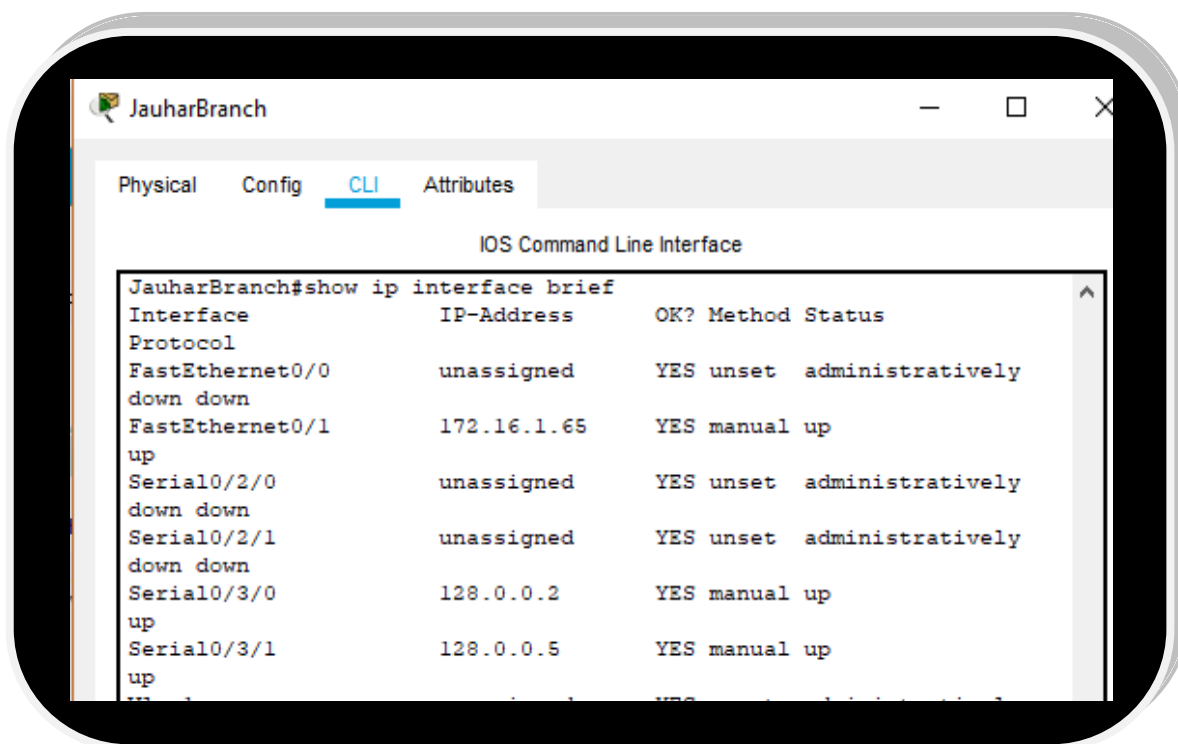 JauharBranch
Physical Config CLI Attributes
IOS Command Line Interface
JauharBranch#show ip interface brief
Interface IP-Address OK? Method Status
Protocol
FastEthernet0/0 unassigned YES unset administratively
down down
FastEthernet0/1 172.16.1.65 YES manual up
up
Serial0/2/0 unassigned YES unset administratively
down down
Serial0/2/1 unassigned YES unset administratively
down down
Serial0/3/0 128.0.0.2 YES manual up
up
Serial0/3/1 128.0.0.5 YES manual up
up